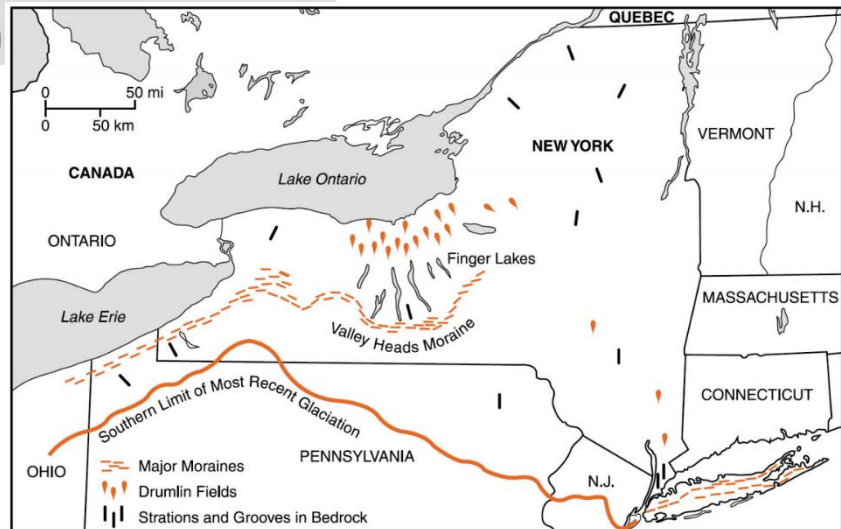 QUEBEC
0 50 mi
0 50 km
VERMONT
NEW YORK
CANADA
Lake Ontario
N.H.
ONTARIO
Finger Lakes
MASSACHUSETTS
Lake Erie
Valley Heads Moraine
CONNECTICUT
Southern Limit of Most Recent Glaciation
PENNSYLVANIA
OHIO
N.J.
Major Moraines
Drumlin Fields
Strations and Grooves in Bedrock